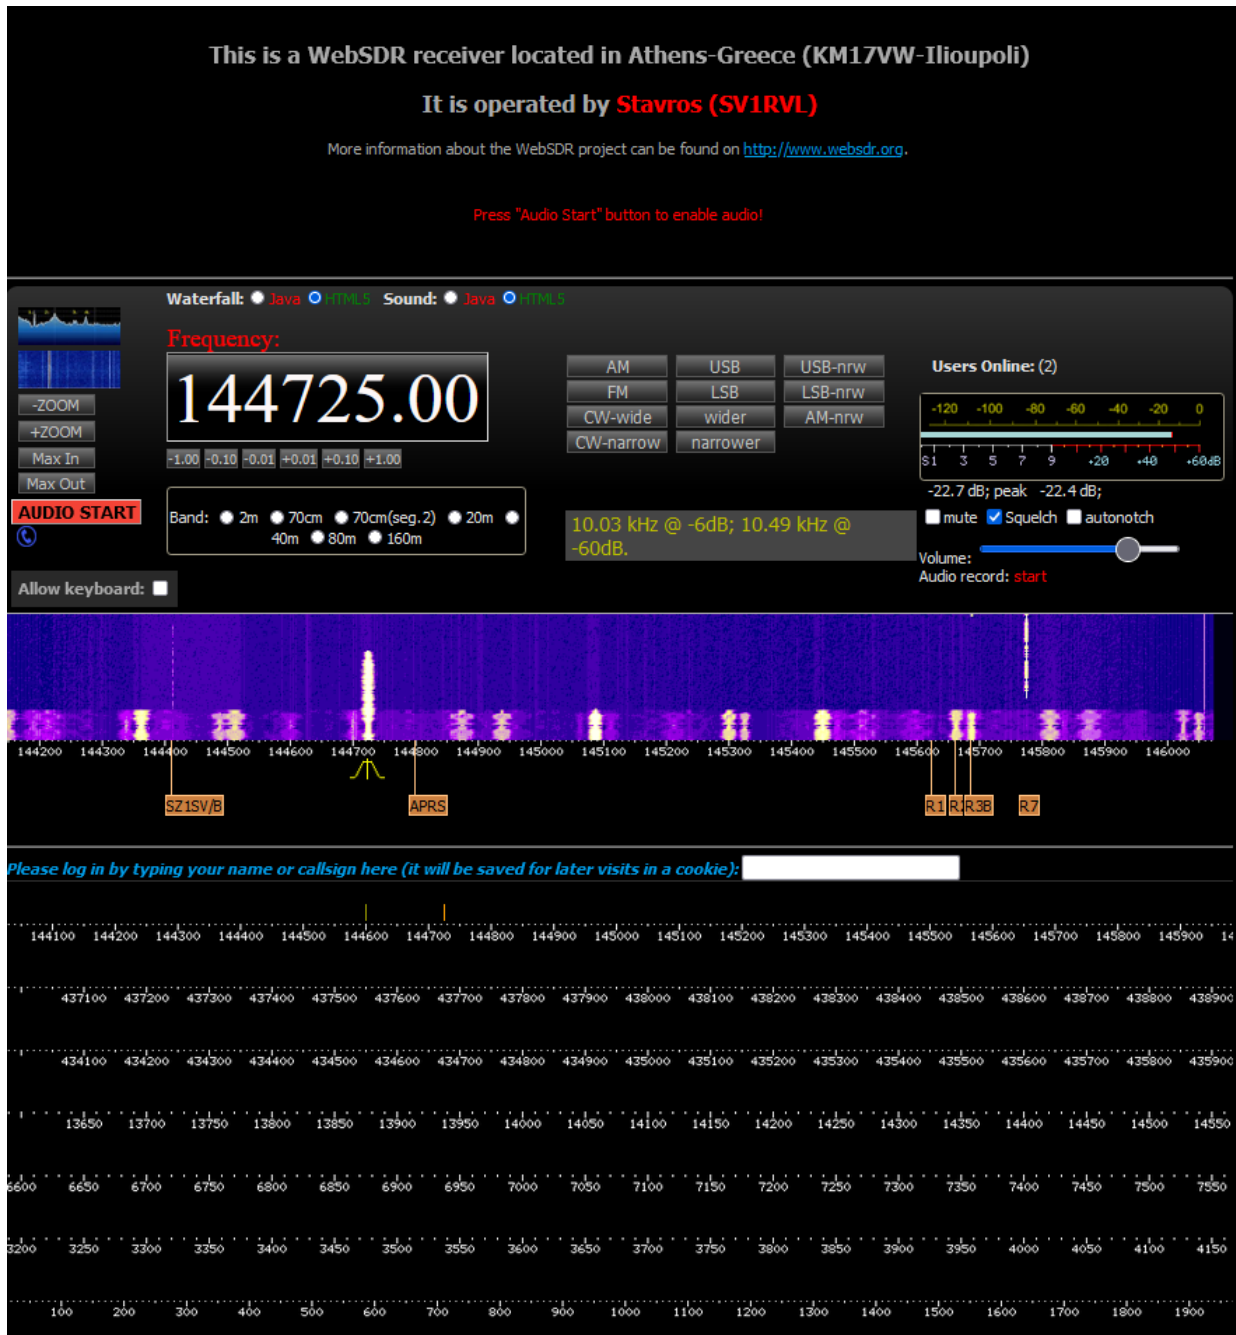 This is a WebSDR receiver located in Athens-Greece (KM17VW-Ilioupoli)
It is operated by Stavros (SV1RVL)
More information about the WebSDR project can be found on http://www.websdr.org.
Press "Audio Start" button to enable audio!
Waterfall: Java HTML5 Sound: Java HTML5
Frequency:
144725.00
-1.00 -0.10 -0.01 +0.01 +0.10 +1.00
-ZOOM
+ZOOM
Max In
Max Out
AUDIO START
Allow keyboard:
Band: 2m 70cm 70cm(seg.2) 20m
40m 80m 160m
AM USB USB-nrw
FM LSB LSB-nrw
CW-wide wider AM-nrw
CW-narrow narrower
10.03 kHz @ -6dB; 10.49 kHz @
-60dB.
Users Online: (2)
-120 -100 -80 -60 -40 -20 0
S1 3 5 7 9 +20 +40 +60dB
-22.7 dB; peak -22.4 dB;
mute Squelch autonotch
Volume:
Audio record: start
144200 144300 144400 144500 144600 144700 144800 144900 145000 145100 145200 145300 145400 145500 145600 145700 145800 145900 146000
SZ1SV/B APRS R1 R3B R7
Please log in by typing your name or callsign here (it will be saved for later visits in a cookie):
144100 144200 144300 144400 144500 144600 144700 144800 144900 145000 145100 145200 145300 145400 145500 145600 145700 145800 145900
437100 437200 437300 437400 437500 437600 437700 437800 437900 438000 438100 438200 438300 438400 438500 438600 438700 438800 438900
434100 434200 434300 434400 434500 434600 434700 434800 434900 435000 435100 435200 435300 435400 435500 435600 435700 435800 435900
13650 13700 13750 13800 13850 13900 13950 14000 14050 14100 14150 14200 14250 14300 14350 14400 14450 14500 14550
6600 6650 6700 6750 6800 6850 6900 6950 7000 7050 7100 7150 7200 7250 7300 7350 7400 7450 7500 7550
3200 3250 3300 3350 3400 3450 3500 3550 3600 3650 3700 3750 3800 3850 3900 3950 4000 4050 4100 4150
100 200 300 400 500 600 700 800 900 1000 1100 1200 1300 1400 1500 1600 1700 1800 1900